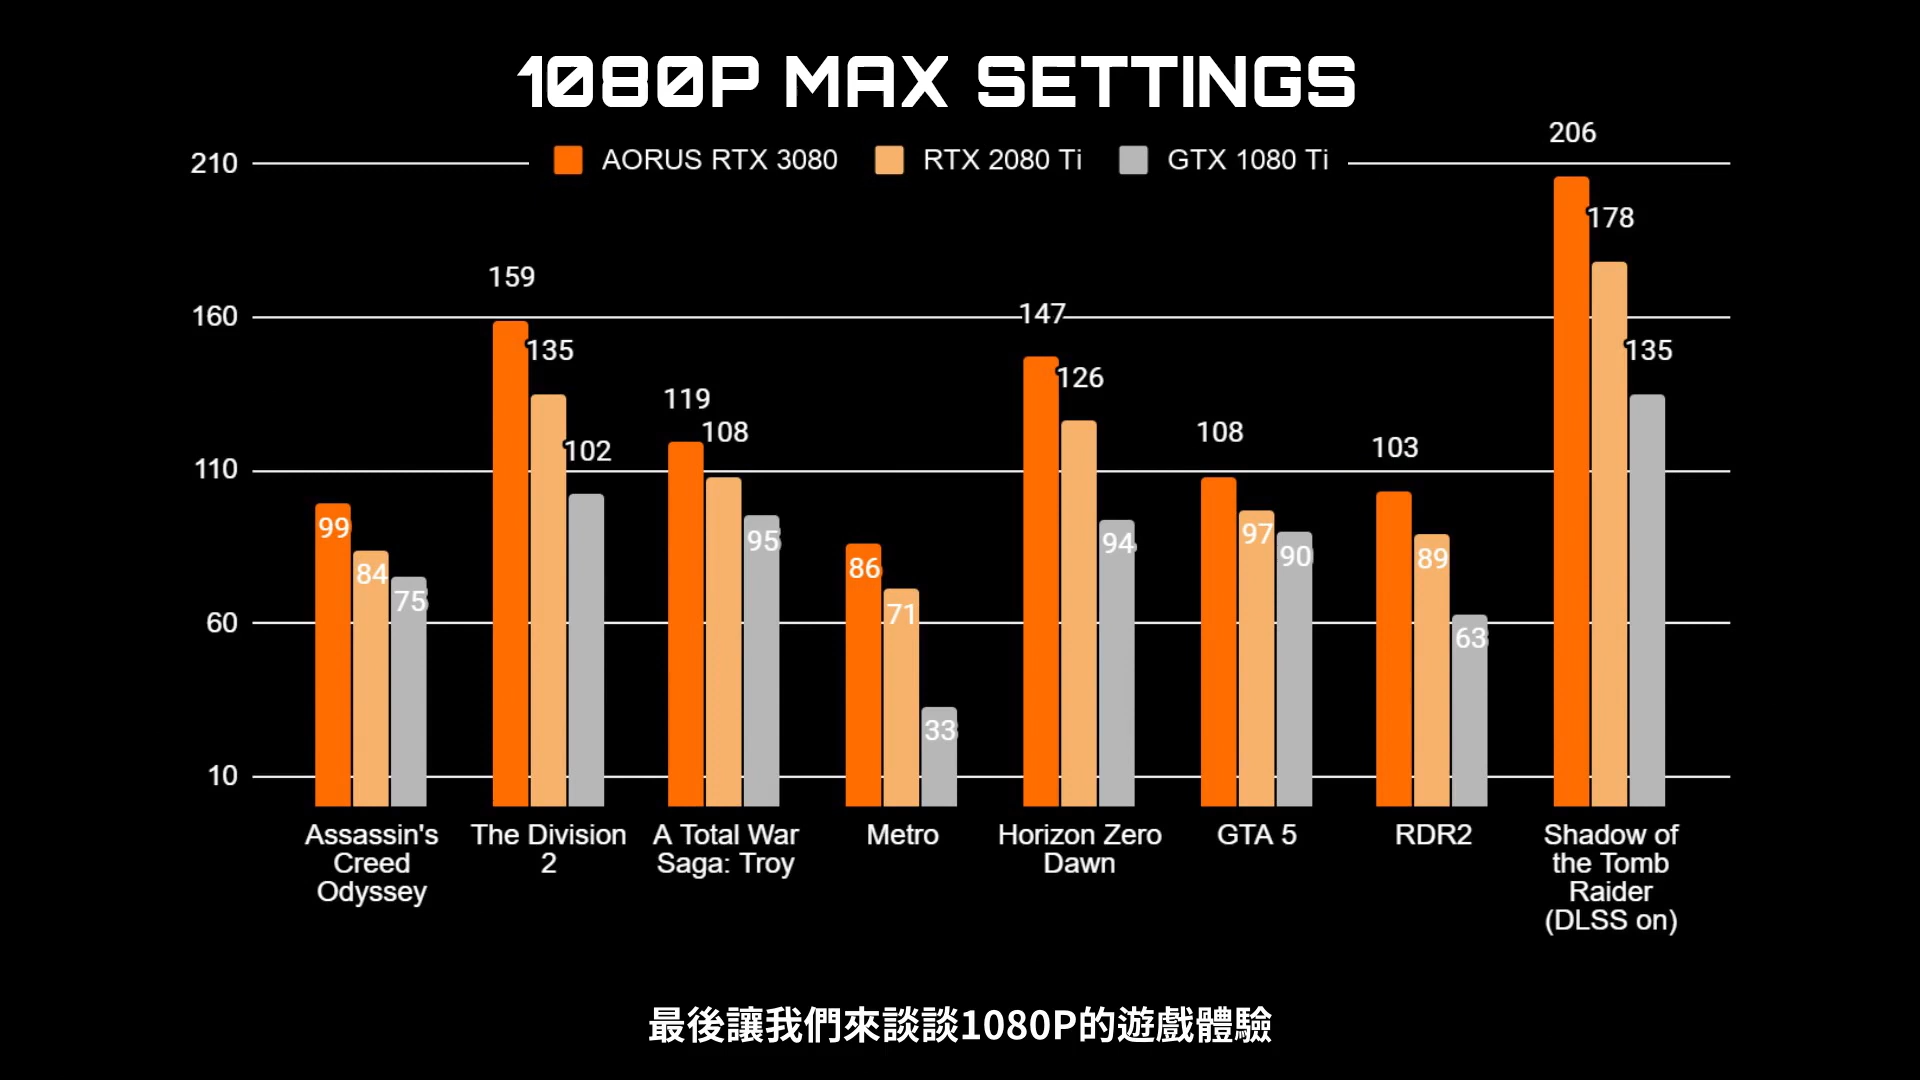 1080P MAX SETTINGS
AORUS RTX 3080
RTX 2080 Ti
GTX 1080 Ti
210
160
110
60
10
99
84
75
159
135
102
119
108
95
86
71
33
147
126
94
108
97
90
103
89
63
206
178
135
Assassin's
Creed
Odyssey
The Division
2
A Total War
Saga: Troy
Metro
Horizon Zero
Dawn
GTA 5
RDR2
Shadow of
the Tomb
Raider
(DLSS on)
最後讓我們來談談1080P的遊戲體驗